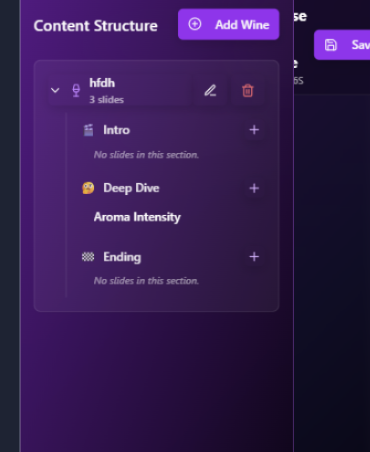 Content Structure
Add Wine
hfdh
3 slides
Intro
No slides in this section.
Deep Dive
Aroma Intensity
Ending
No slides in this section.
se
Sav
e